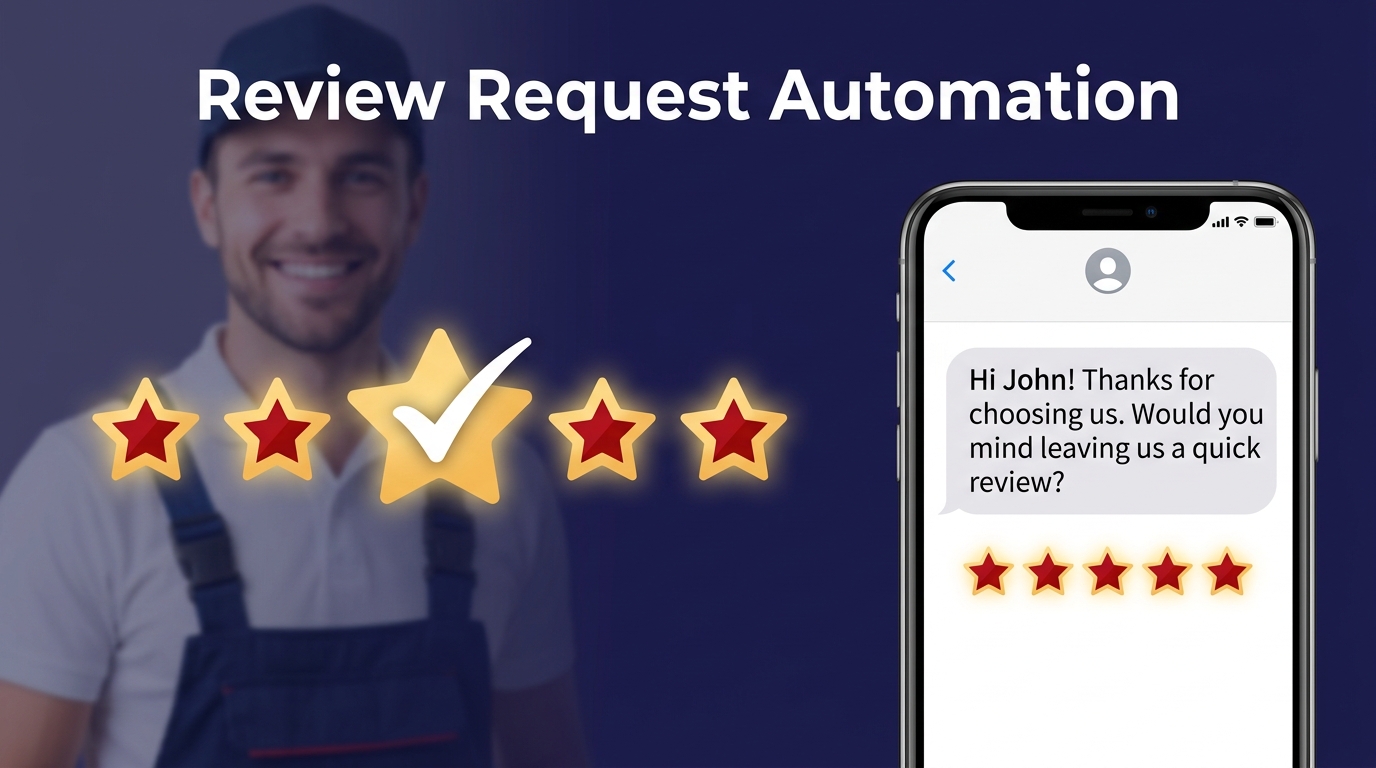 Review Request Automation
Hi John! Thanks for
choosing us. Would you
mind leaving us a quick
review?